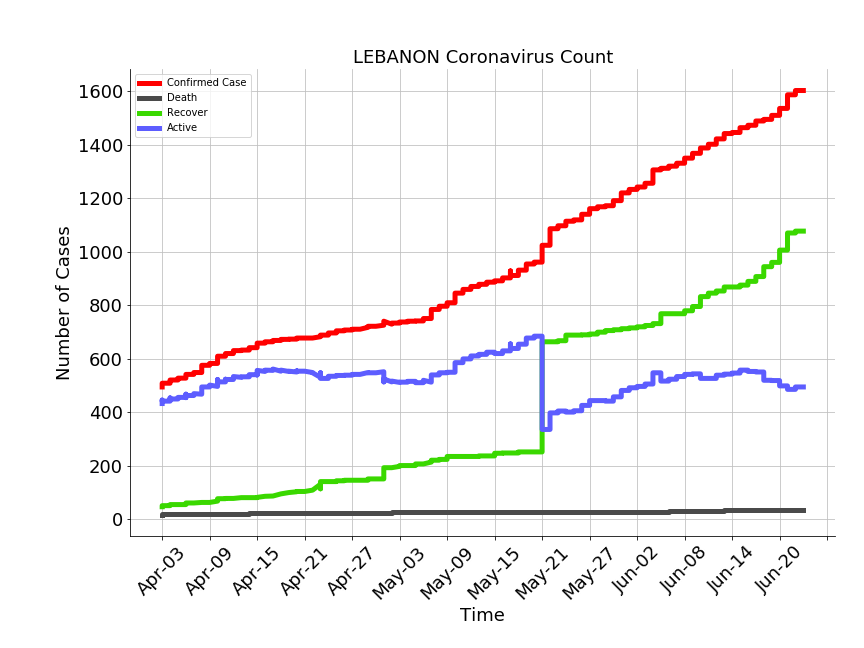 LEBANON Coronavirus Count
Confirmed Case
Death
Recover
Active
Number of Cases
1600
1400
1200
1000
800
600
400
200
0
Apr-03
Apr-09
Apr-15
Apr-21
Apr-27
May-03
May-09
May-15
May-21
May-27
Jun-02
Jun-08
Jun-14
Jun-20
Time